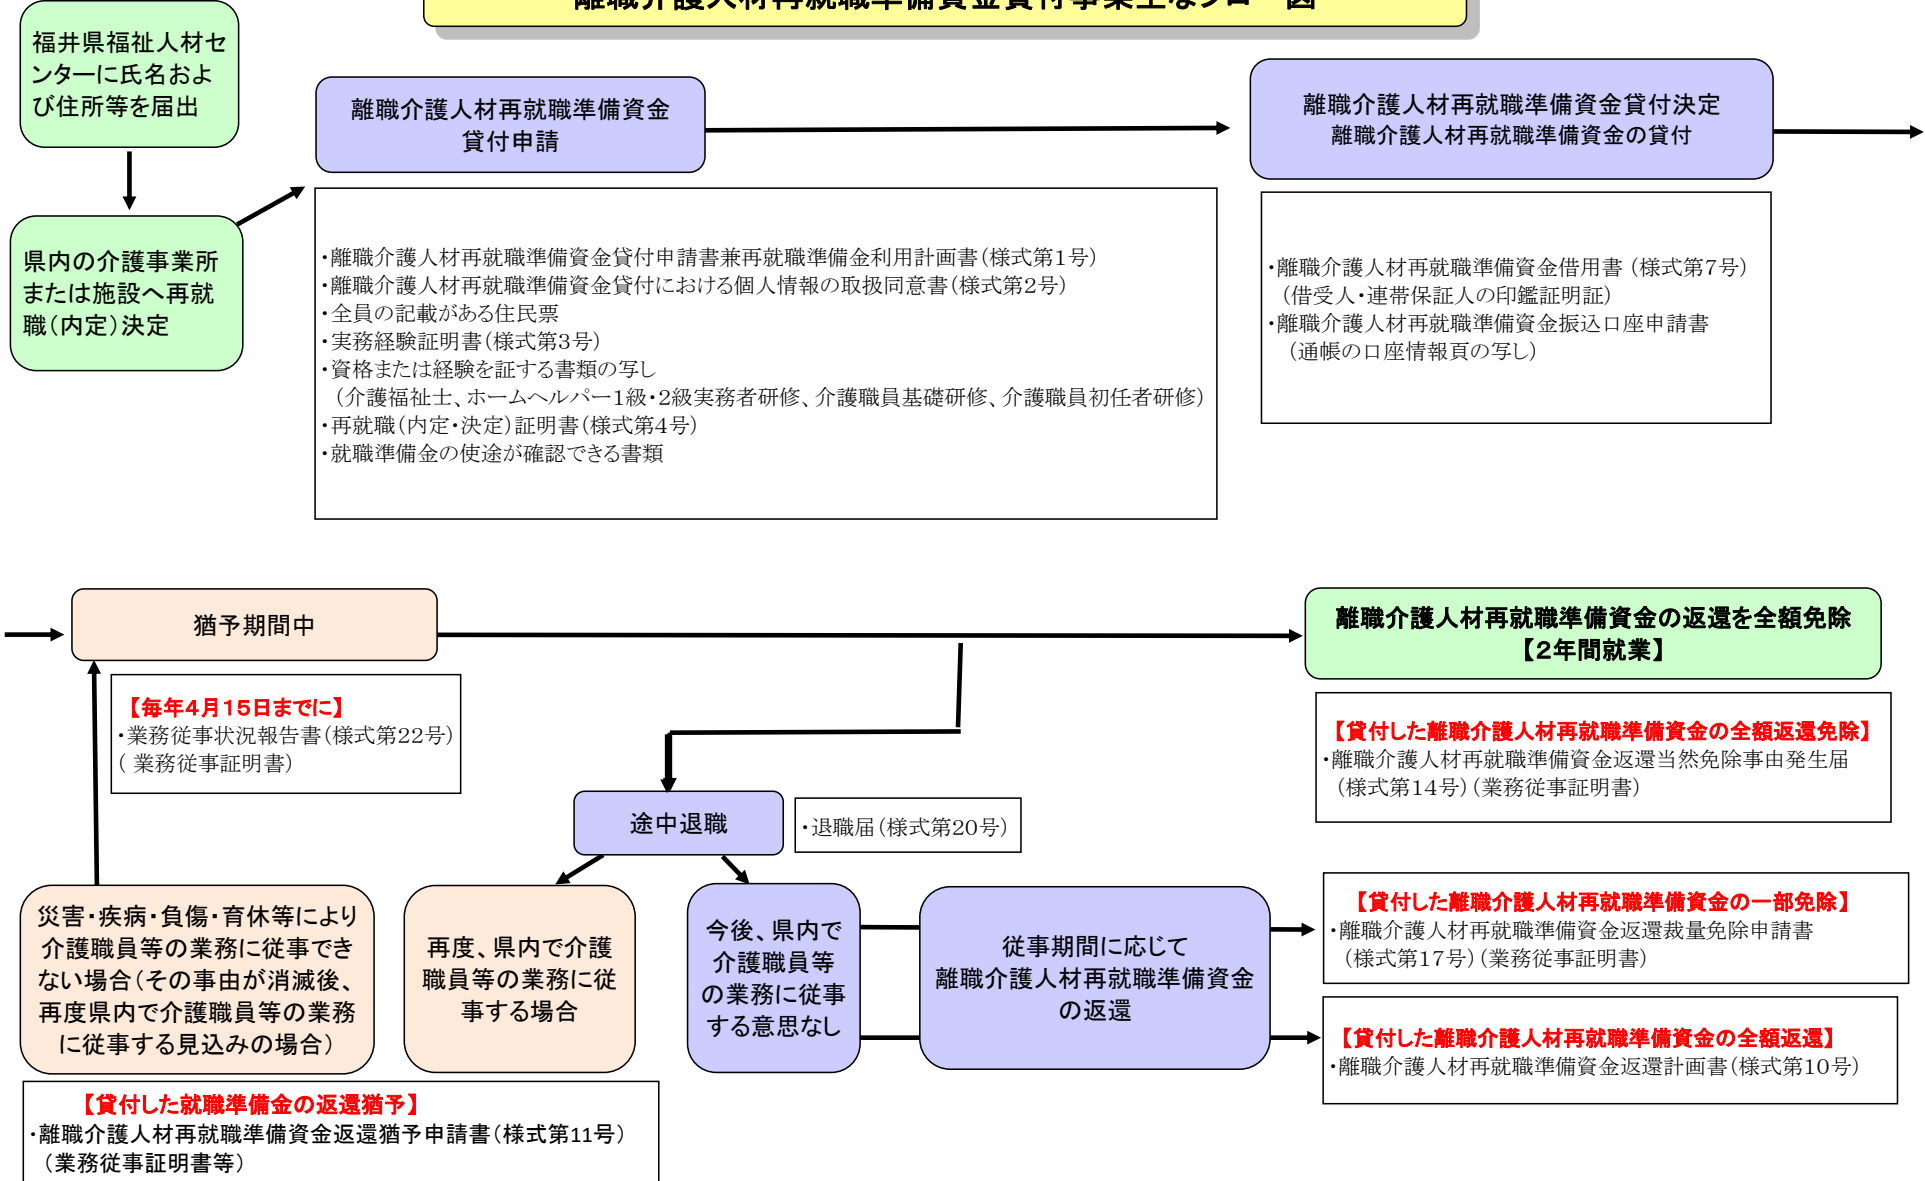 離職介護人材再就職準備資金貸付事業主なフロー図
福井県福祉人材セ
ンターに氏名およ
び住所等を届出
県内の介護事業所
または施設へ再就
職（内定）決定
離職介護人材再就職準備資金
貸付申請
・離職介護人材再就職準備資金貸付申請書兼再就職準備金利用計画書（様式第1号）
・離職介護人材再就職準備資金貸付における個人情報の取扱同意書（様式第2号）
・全員の記載がある住民票
・実務経験証明書（様式第3号）
・資格または経験を証する書類の写し
（介護福祉士、ホームヘルパー1級・2級実務者研修、介護職員基礎研修、介護職員初任者研修）
・再就職（内定・決定）証明書（様式第4号）
・就職準備金の使途が確認できる書類
離職介護人材再就職準備資金貸付決定
離職介護人材再就職準備資金の貸付
・離職介護人材再就職準備資金借用書（様式第7号）
（借受人・連帯保証人の印鑑証明証）
・離職介護人材再就職準備資金振込口座申請書
（通帳の口座情報頁の写し）
猶予期間中
【毎年4月15日までに】
・業務従事状況報告書（様式第22号）
（ 業務従事証明書）
離職介護人材再就職準備資金の返還を全額免除
【2年間就業】
【貸付した離職介護人材再就職準備資金の全額返還免除】
・離職介護人材再就職準備資金返還当然免除事由発生届
（様式第14号）（業務従事証明書）
途中退職
・退職届（様式第20号）
災害・疾病・負傷・育休等により
介護職員等の業務に従事でき
ない場合（その事由が消滅後、
再度県内で介護職員等の業務
に従事する見込みの場合）
再度、県内で介護
職員等の業務に従
事する場合
今後、県内で
介護職員等
の業務に従事
する意思なし
従事期間に応じて
離職介護人材再就職準備資金
の返還
【貸付した離職介護人材再就職準備資金の一部免除】
・離職介護人材再就職準備資金返還裁量免除申請書
（様式第17号）（業務従事証明書）
【貸付した離職介護人材再就職準備資金の全額返還】
・離職介護人材再就職準備資金返還計画書（様式第10号）
【貸付した就職準備金の返還猶予】
・離職介護人材再就職準備資金返還猶予申請書（様式第11号）
（業務従事証明書等）